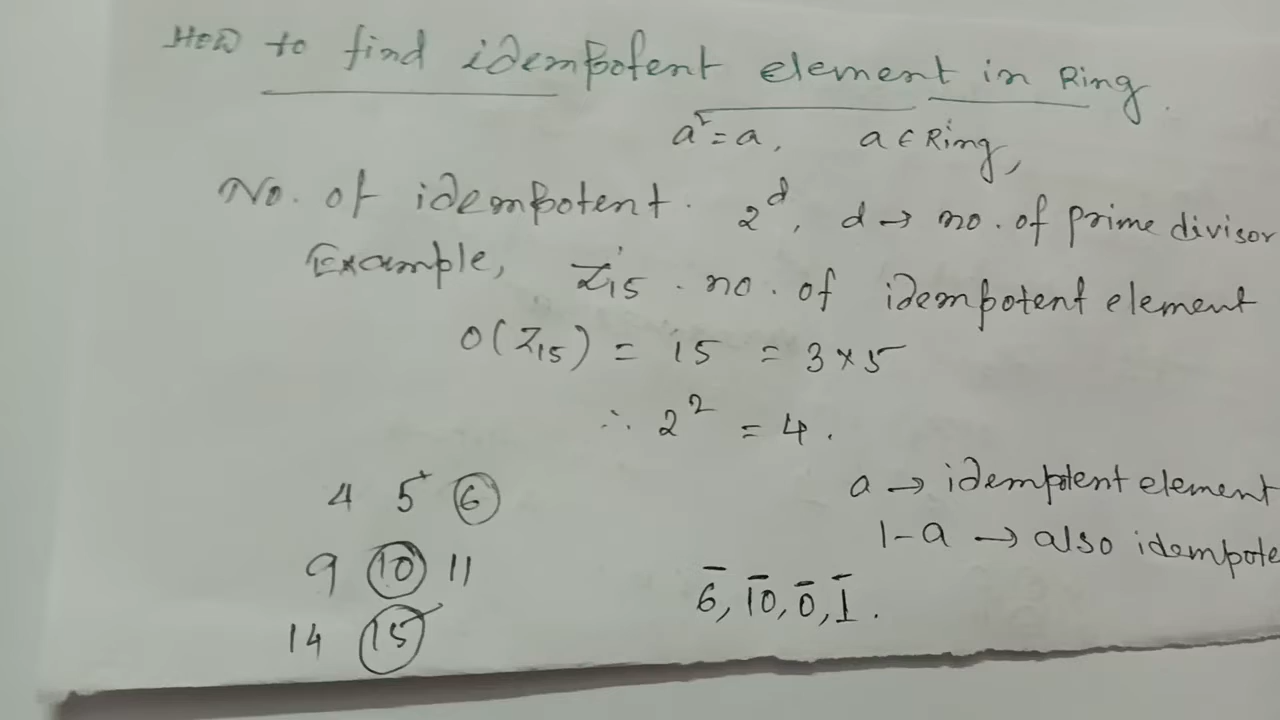 How to find idempotent element in Ring.
a² = a, a ∈ Ring,
No. of idempotent. 2^d, d → no. of prime divisor
Example, Z15. no. of idempotent element
O(Z15) = 15 = 3 × 5
∴ 2² = 4.
4 5 6
a → idempotent element
1-a → also idempote
9 10 11
6̄, 1̄0̄, 0̄, 1̄.
14 15